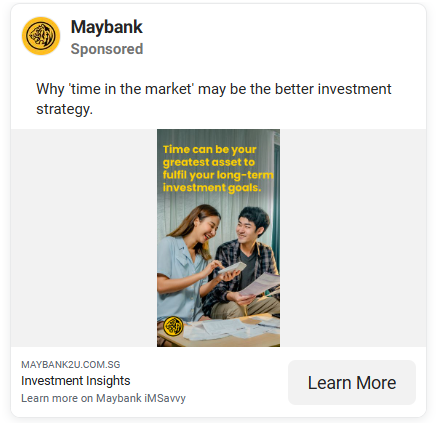 Maybank
Sponsored
Why 'time in the market' may be the better investment
strategy.
Time can be your
greatest asset to
fulfil your long-term
investment goals.
MAYBANK2U.COM.SG
Investment Insights
Learn more on Maybank iMSavvy
Learn More